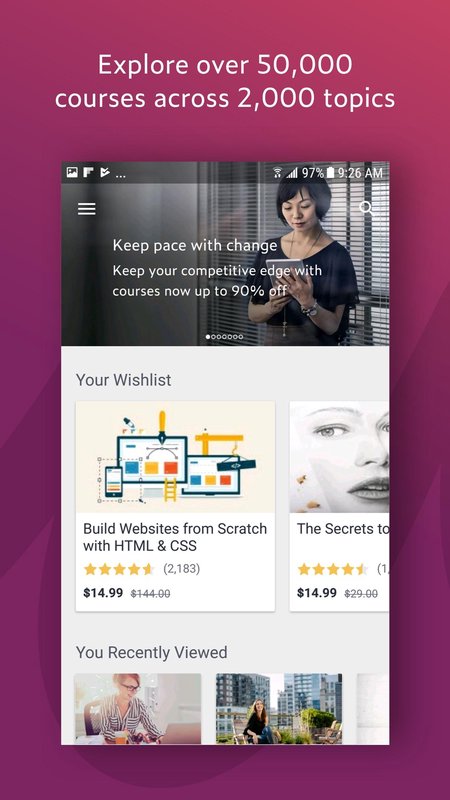 Explore over 50,000
courses across 2,000 topics
... 97% 9:26 AM
Keep pace with change
Keep your competitive edge with
courses now up to 90% off
Your Wishlist
Build Websites from Scratch
with HTML & CSS
(2,183)
$14.99 $144.00
The Secrets to
(1,
$14.99 $29.00
You Recently Viewed